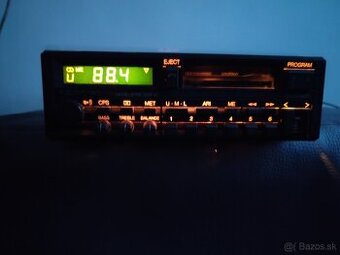 EJECT
PROGRAM
ME
U
88.4
CPS
MET
U-M-L
ARI
ME
<<
>>
<
>
BASS
TREBLE
BALANCE
1
2
3
4
5
6
Bazos.sk